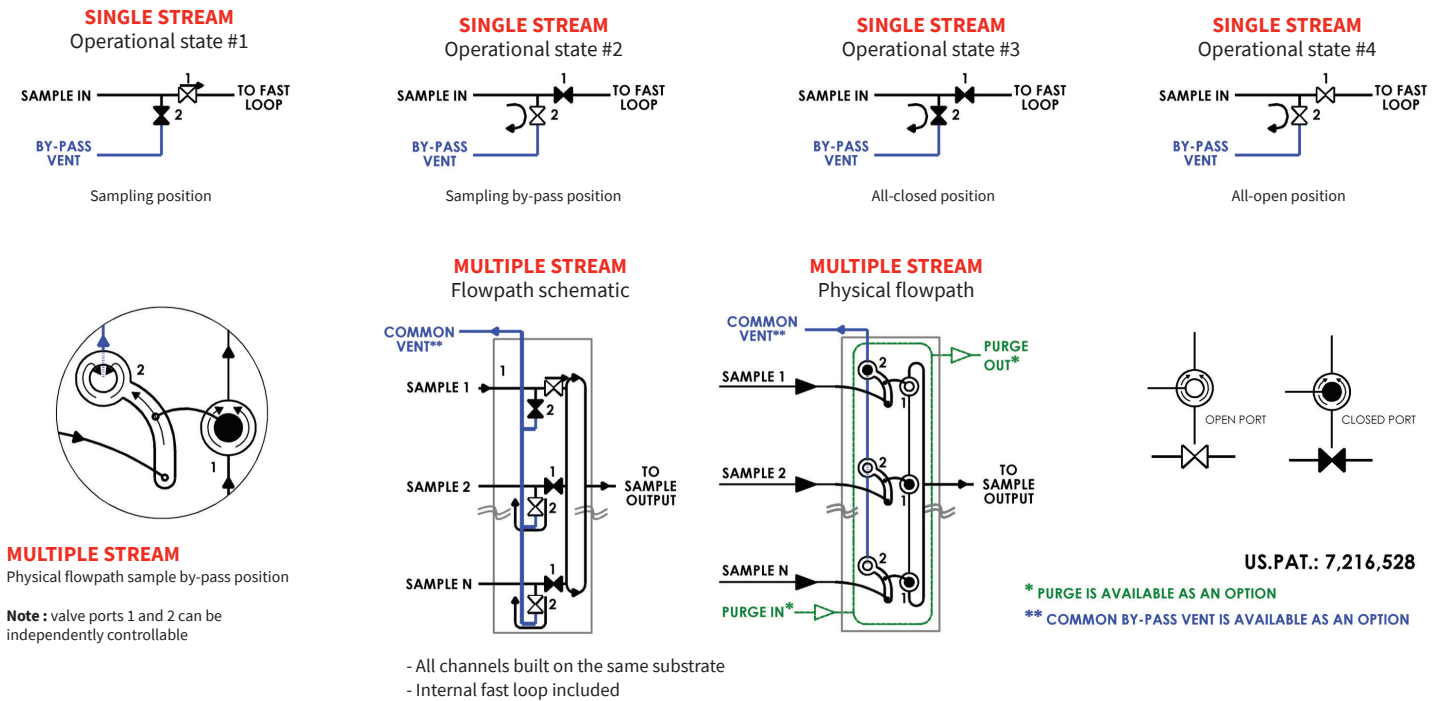 SINGLE STREAM
Operational state #1
SAMPLE IN
1
TO FAST
LOOP
2
BY-PASS
VENT
Sampling position
SINGLE STREAM
Operational state #2
SAMPLE IN
1
TO FAST
LOOP
2
BY-PASS
VENT
Sampling by-pass position
SINGLE STREAM
Operational state #3
SAMPLE IN
1
TO FAST
LOOP
2
BY-PASS
VENT
All-closed position
SINGLE STREAM
Operational state #4
SAMPLE IN
1
TO FAST
LOOP
2
BY-PASS
VENT
All-open position
2
1
MULTIPLE STREAM
Physical flowpath sample by-pass position
Note : valve ports 1 and 2 can be
independently controllable
MULTIPLE STREAM
Flowpath schematic
COMMON
VENT**
1
SAMPLE 1
2
SAMPLE 2
1
2
TO
SAMPLE
OUTPUT
SAMPLE N
1
2
- All channels built on the same substrate
- Internal fast loop included
MULTIPLE STREAM
Physical flowpath
COMMON
VENT**
PURGE
OUT*
SAMPLE 1
2
1
SAMPLE 2
2
1
TO
SAMPLE
OUTPUT
SAMPLE N
2
1
PURGE IN*
OPEN PORT
CLOSED PORT
US.PAT.: 7,216,528
* PURGE IS AVAILABLE AS AN OPTION
** COMMON BY-PASS VENT IS AVAILABLE AS AN OPTION